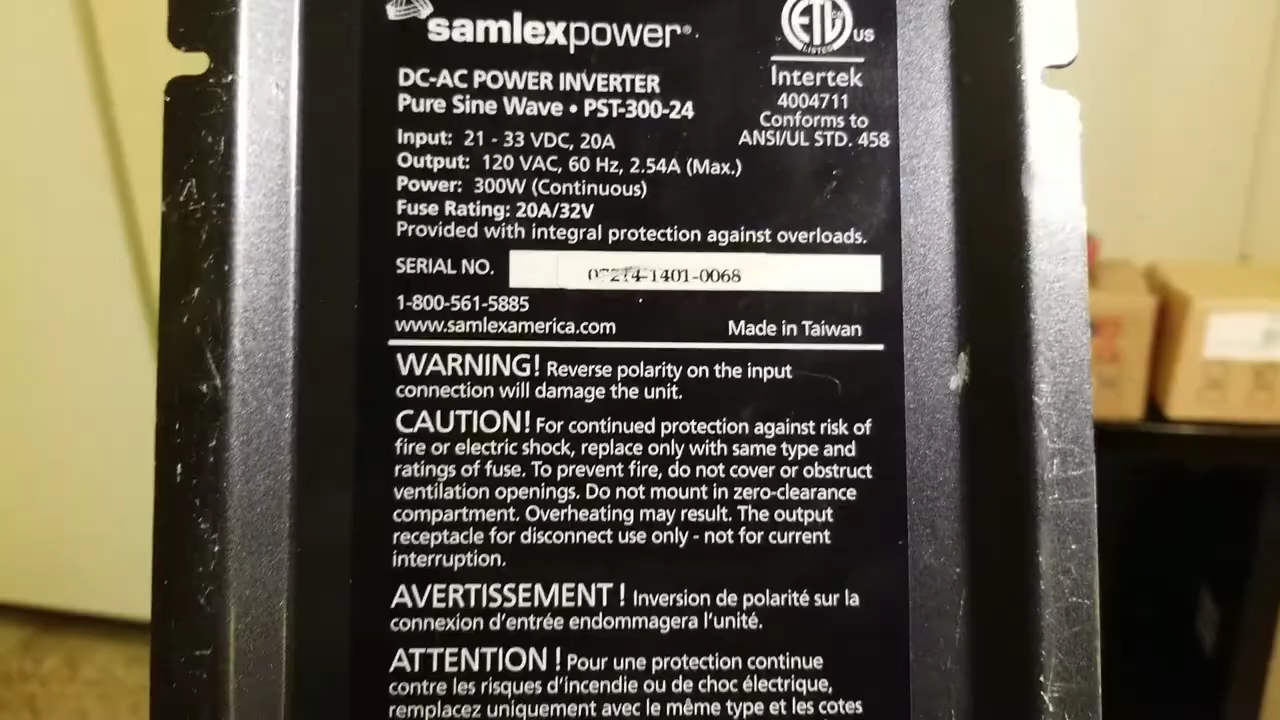 samlexpower®
DC-AC POWER INVERTER
Pure Sine Wave • PST-300-24
Input: 21 - 33 VDC, 20A
Output: 120 VAC, 60 Hz, 2.54A (Max.)
Power: 300W (Continuous)
Fuse Rating: 20A/32V
Provided with integral protection against overloads.
ETL
LISTED
US
Intertek
4004711
Conforms to
ANSI/UL STD. 458
SERIAL NO.
1401-0068
1-800-561-5885
www.samlexamerica.com
Made in Taiwan
WARNING! Reverse polarity on the input
connection will damage the unit.
CAUTION! For continued protection against risk of
fire or electric shock, replace only with same type and
ratings of fuse. To prevent fire, do not cover or obstruct
ventilation openings. Do not mount in zero-clearance
compartment. Overheating may result. The output
receptacle for disconnect use only - not for current
interruption.
AVERTISSEMENT ! Inversion de polarité sur la
connexion d'entrée endommagera l'unité.
ATTENTION ! Pour une protection continue
contre les risques d'incendie ou de choc électrique,
remplacez uniquement avec le même type et les cotes